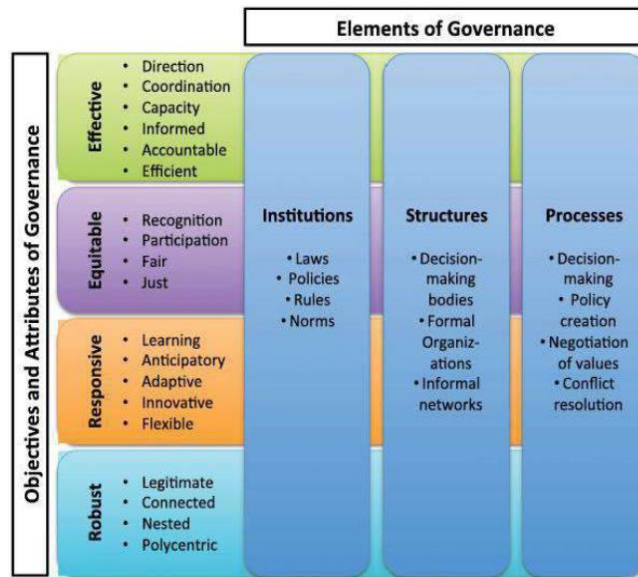 Elements of Governance
Objectives and Attributes of Governance
Effective
• Direction
• Coordination
• Capacity
• Informed
• Accountable
• Efficient
Equitable
• Recognition
• Participation
• Fair
• Just
Responsive
• Learning
• Anticipatory
• Adaptive
• Innovative
• Flexible
Robust
• Legitimate
• Connected
• Nested
• Polycentric
Institutions
• Laws
• Policies
• Rules
• Norms
Structures
• Decision-
making
bodies
• Formal
Organiz-
ations
• Informal
networks
Processes
• Decision-
making
• Policy
creation
• Negotiation
of values
• Conflict
resolution